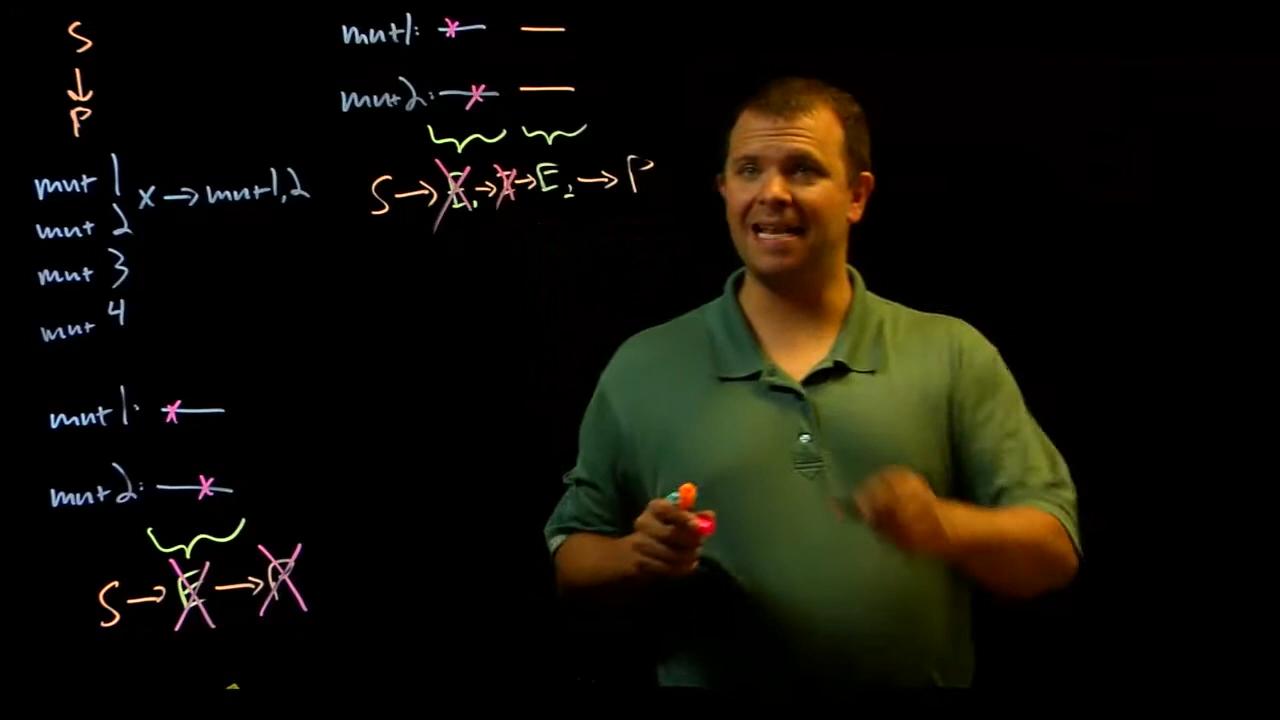 S
↓
P
mut 1
mut 2
x → mut 1,2
mut 3
mut 4
mut 1:
mut 2:
S → E → P
mut 1:
mut 2:
S → E₁ → I → E₂ → P